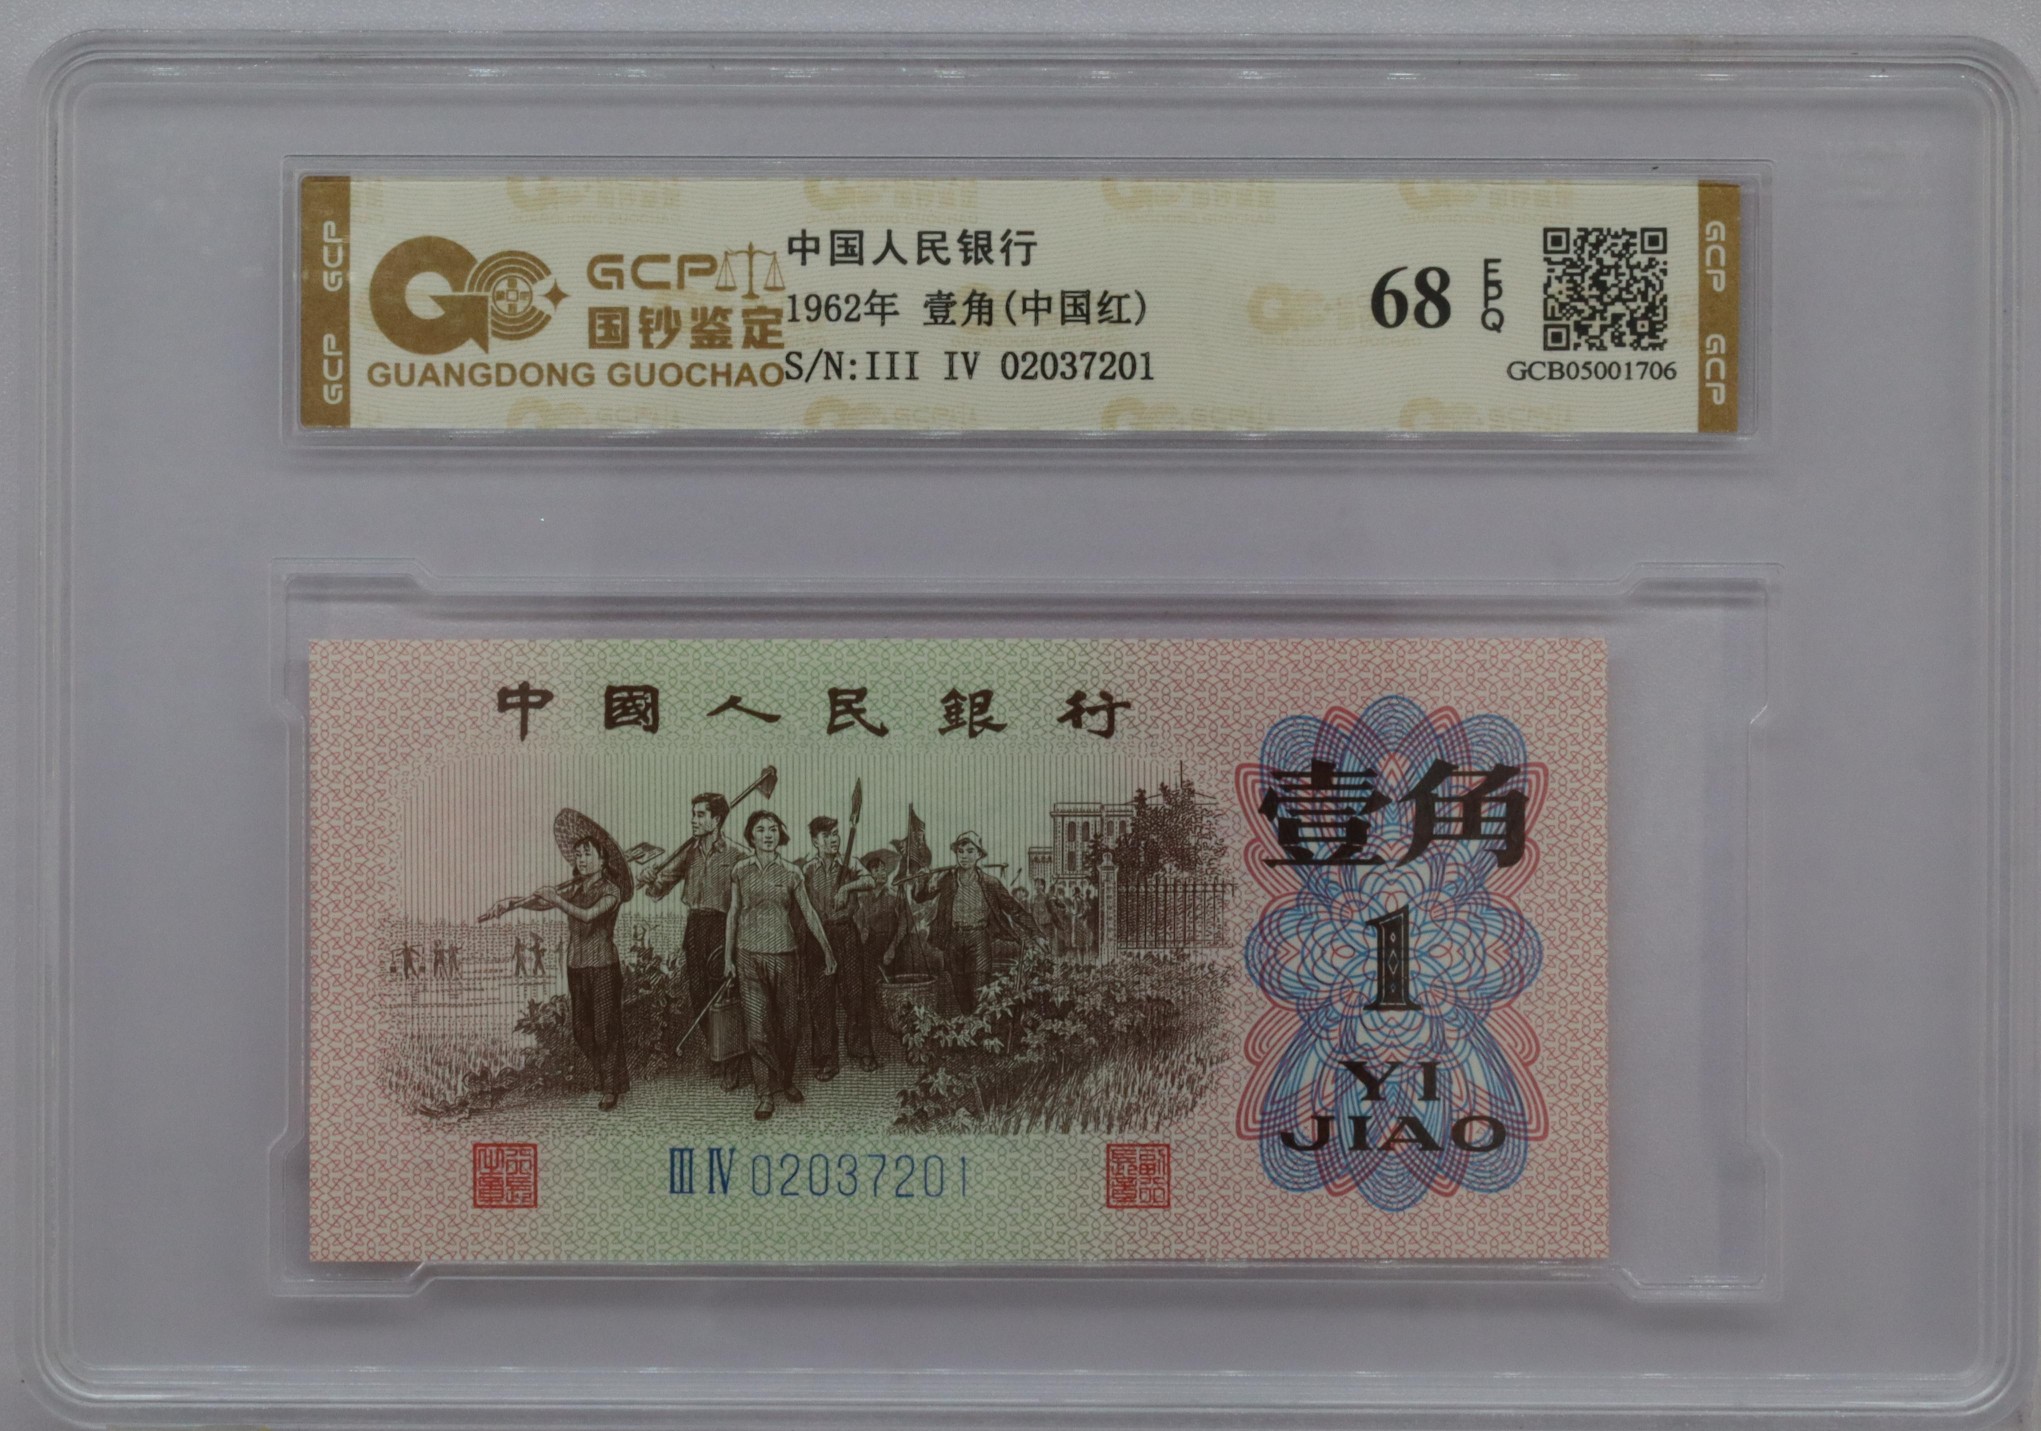 GCP
GCP
GCP
国钞鉴定
GUANGDONG GUOCHAO
中国人民银行
1962年 壹角(中国红)
S/N:III IV 02037201
68 EPQ
GCB05001706
GCP
GCP
中國人民銀行
壹角
1
YI
JIAO
III IV 02037201